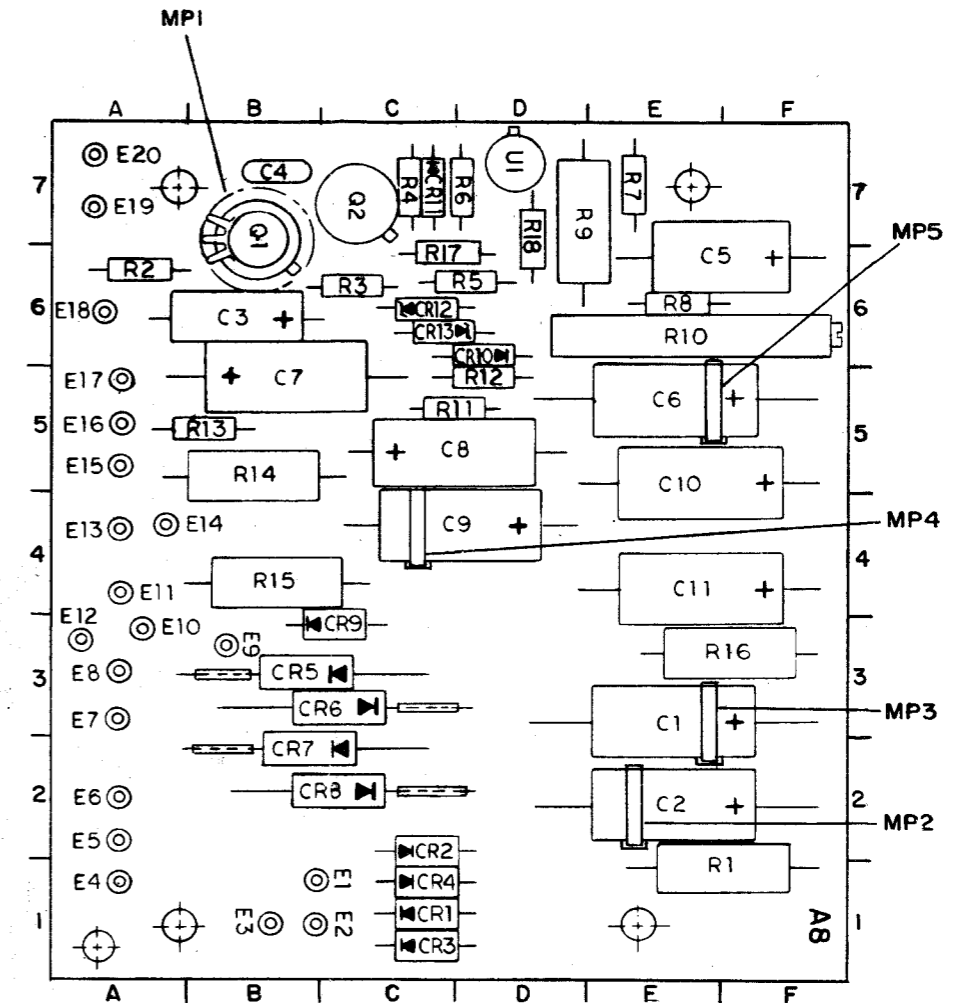 MP1
A B C D E F
E20 C4 R4 CR11 R6 U1 R7
7 7
E19 Q2 R9
Q1 R18 MP5
R2 R17 C5 +
R3 R5
6 E18 C3 + CR12 R8 6
CR13 R10
CR10
E17 + C7 R12 C6 +
R11
5 E16 R13 5
E15 R14 + C8 C10 +
E13 E14 C9 + MP4
4 4
E11 R15 C11 +
E12 E10 CR9
E9 R16
3 E8 CR5 3
CR6 MP3
E7 C1 +
CR7
2 E6 CR8 C2 + 2
MP2
E5 CR2
R1
E4 E1 CR4
1 E3 E2 CR1 A8 1
CR3
A B C D E F